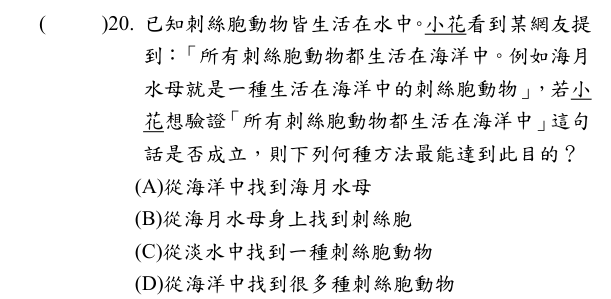 (　　)20. 已知刺絲胞動物皆生活在水中。小花看到某網友提
到：「所有刺絲胞動物都生活在海洋中。例如海月
水母就是一種生活在海洋中的刺絲胞動物」，若小
花想驗證「所有刺絲胞動物都生活在海洋中」這句
話是否成立，則下列何種方法最能達到此目的？
(A)從海洋中找到海月水母
(B)從海月水母身上找到刺絲胞
(C)從淡水中找到一種刺絲胞動物
(D)從海洋中找到很多種刺絲胞動物